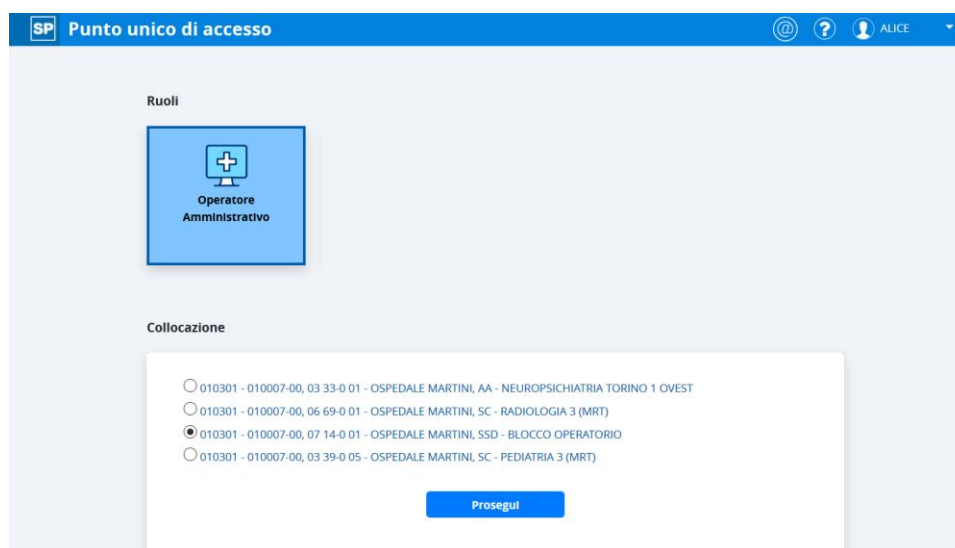 SP Punto unico di accesso @ ? ALICE
Ruoli
Operatore
Amministrativo
Collocazione
010301 - 010007-00, 03 33-0 01 - OSPEDALE MARTINI, AA - NEUROPSICHIATRIA TORINO 1 OVEST
010301 - 010007-00, 06 69-0 01 - OSPEDALE MARTINI, SC - RADIOLOGIA 3 (MRT)
010301 - 010007-00, 07 14-0 01 - OSPEDALE MARTINI, SSD - BLOCCO OPERATORIO
010301 - 010007-00, 03 39-0 05 - OSPEDALE MARTINI, SC - PEDIATRIA 3 (MRT)
Prosegui